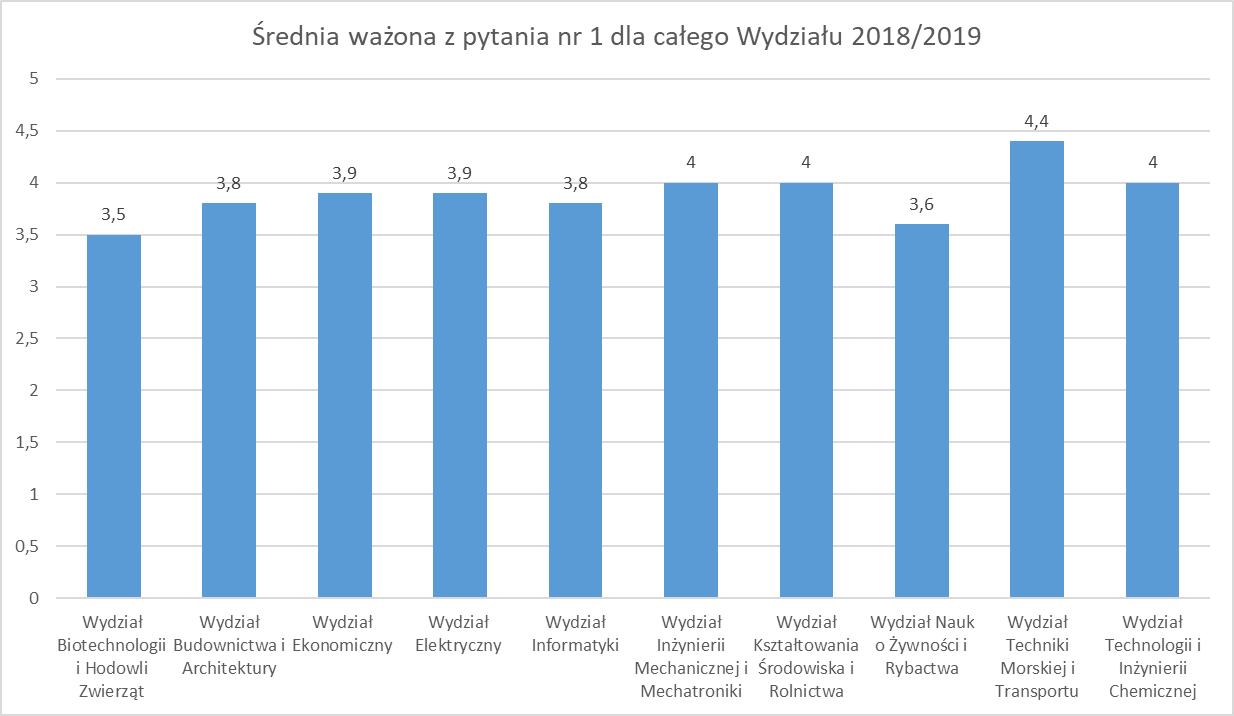 Średnia ważona z pytania nr 1 dla całego Wydziału 2018/2019
5
4,5
4
3,5
3
2,5
2
1,5
1
0,5
0
3,5
3,8
3,9
3,9
3,8
4
4
3,6
4,4
4
Wydział
Biotechnologii
i Hodowli
Zwierząt
Wydział
Budownictwa i
Architektury
Wydział
Ekonomiczny
Wydział
Elektryczny
Wydział
Informatyki
Wydział
Inżynierii
Mechanicznej i
Mechatroniki
Wydział
Kształtowania
Środowiska i
Rolnictwa
Wydział Nauk
o Żywności i
Rybactwa
Wydział
Techniki
Morskiej i
Transportu
Wydział
Technologii i
Inżynierii
Chemicznej